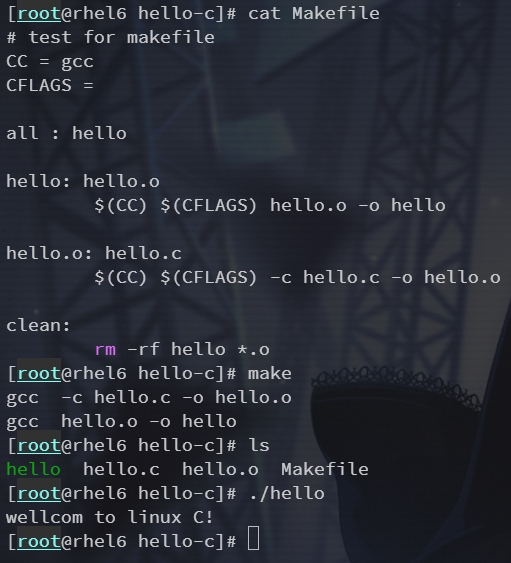 [root@rhel6 hello-c]# cat Makefile
# test for makefile
CC = gcc
CFLAGS =
all : hello
hello: hello.o
        $(CC) $(CFLAGS) hello.o -o hello
hello.o: hello.c
        $(CC) $(CFLAGS) -c hello.c -o hello.o
clean:
        rm -rf hello *.o
[root@rhel6 hello-c]# make
gcc  -c hello.c -o hello.o
gcc  hello.o -o hello
[root@rhel6 hello-c]# ls
hello  hello.c  hello.o  Makefile
[root@rhel6 hello-c]# ./hello
wellcom to linux C!
[root@rhel6 hello-c]#